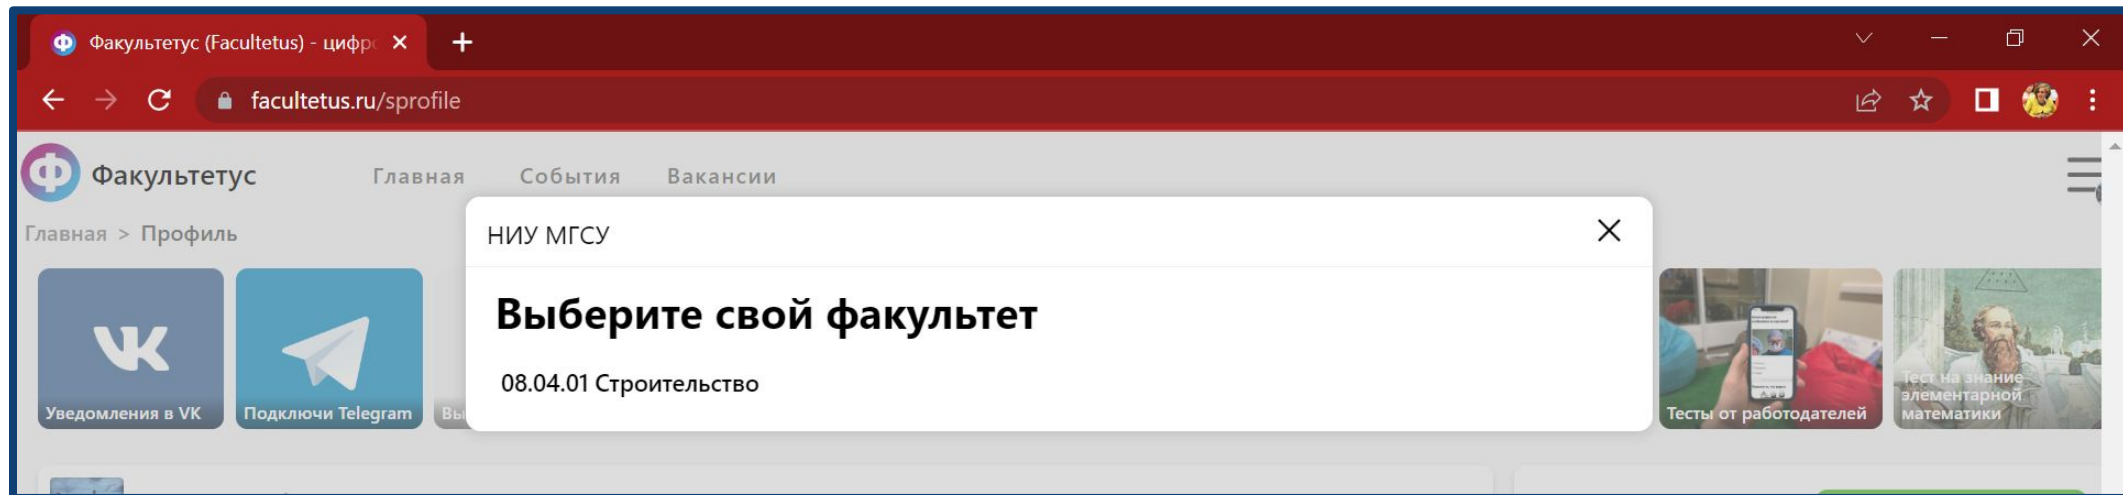 Факультетус (Facultetus) - цифр
facultetus.ru/sprofile
Ф Факультетус Главная События Вакансии
Главная > Профиль
НИУ МГСУ
Выберите свой факультет
08.04.01 Строительство
Уведомления в VK
Подключи Telegram
Вы
Тесты от работодателей
Тест на знание
элементарной
математики